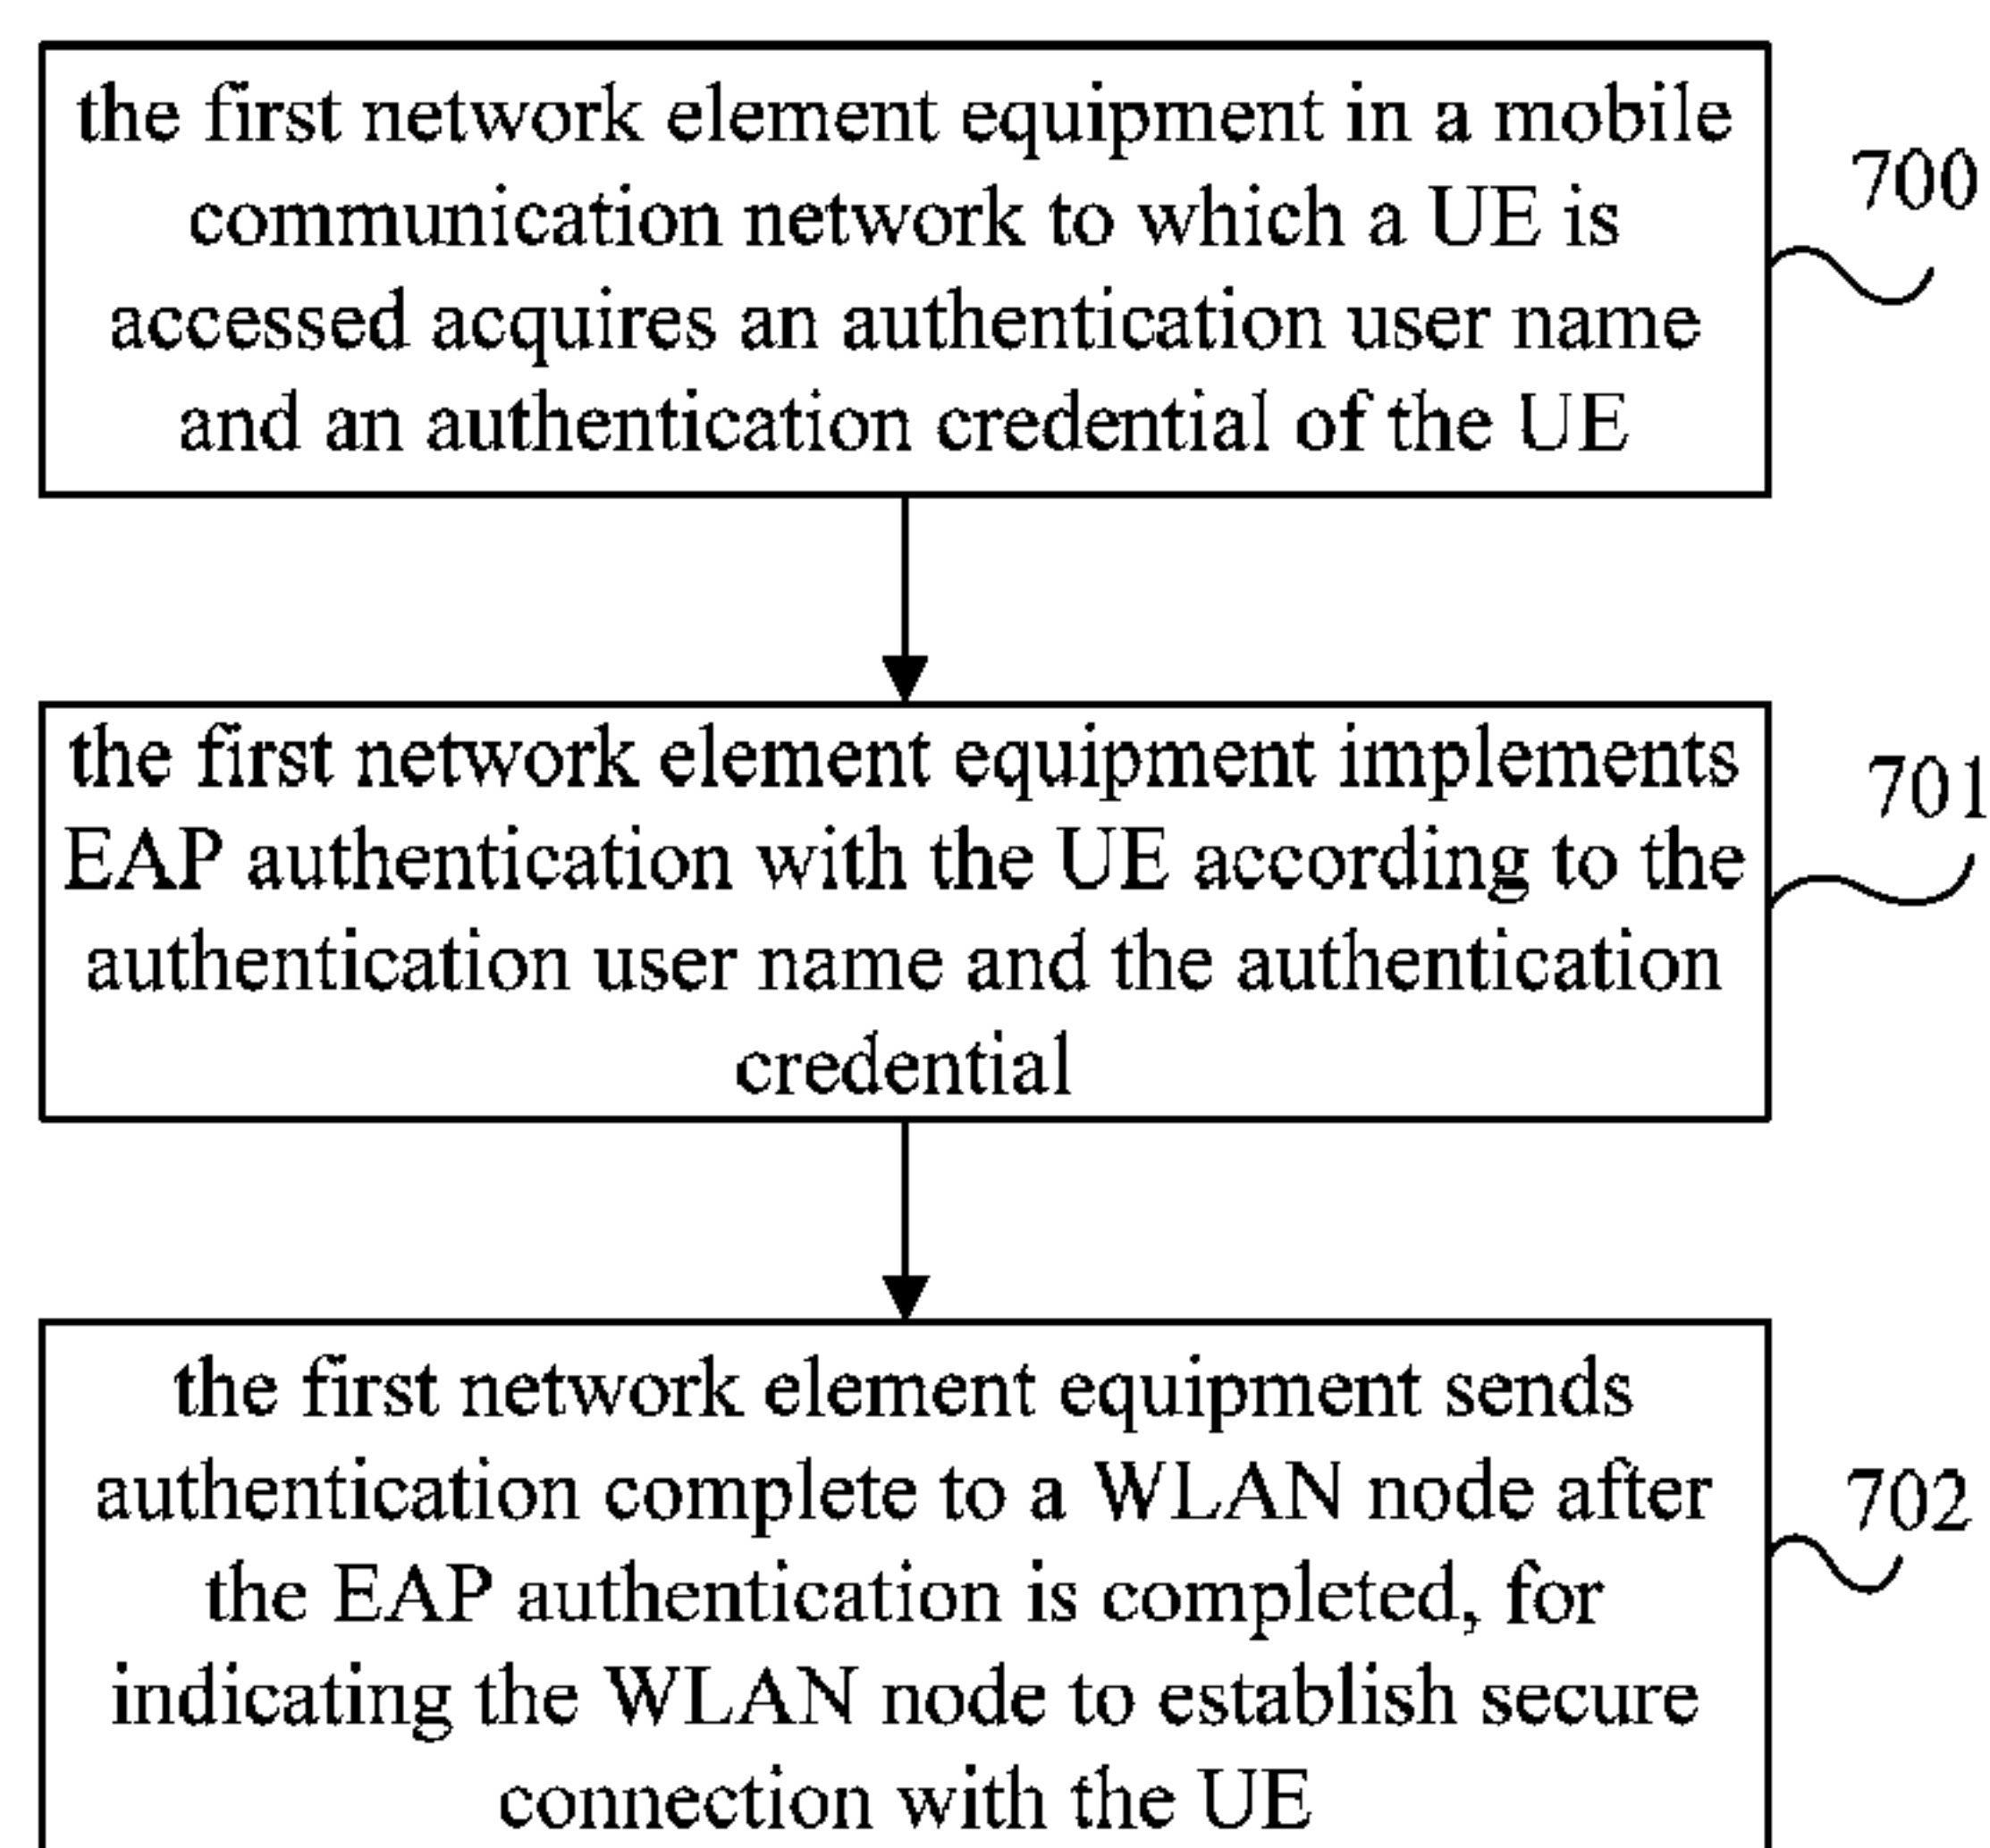 the first network element equipment in a mobile
communication network to which a UE is
accessed acquires an authentication user name
and an authentication credential of the UE
700
the first network element equipment implements
EAP authentication with the UE according to the
authentication user name and the authentication
credential
701
the first network element equipment sends
authentication complete to a WLAN node after
the EAP authentication is completed, for
indicating the WLAN node to establish secure
connection with the UE
702